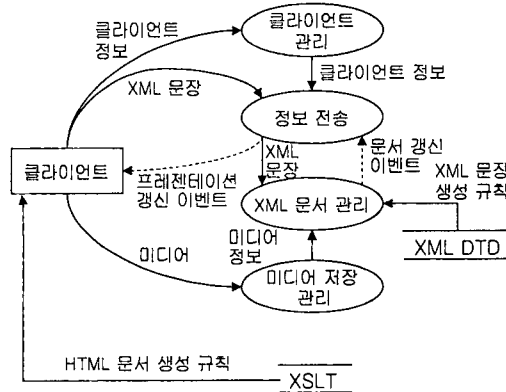 클라이언트
정보
클라이언트
관리
클라이언트 정보
XML 문장
정보 전송
클라이언트
프레젠테이션
갱신 이벤트
XML
문장
문서 갱신
이벤트
XML 문장
생성 규칙
XML 문서 관리
XML DTD
미디어
미디어
정보
미디어 저장
관리
HTML 문서 생성 규칙
XSLT